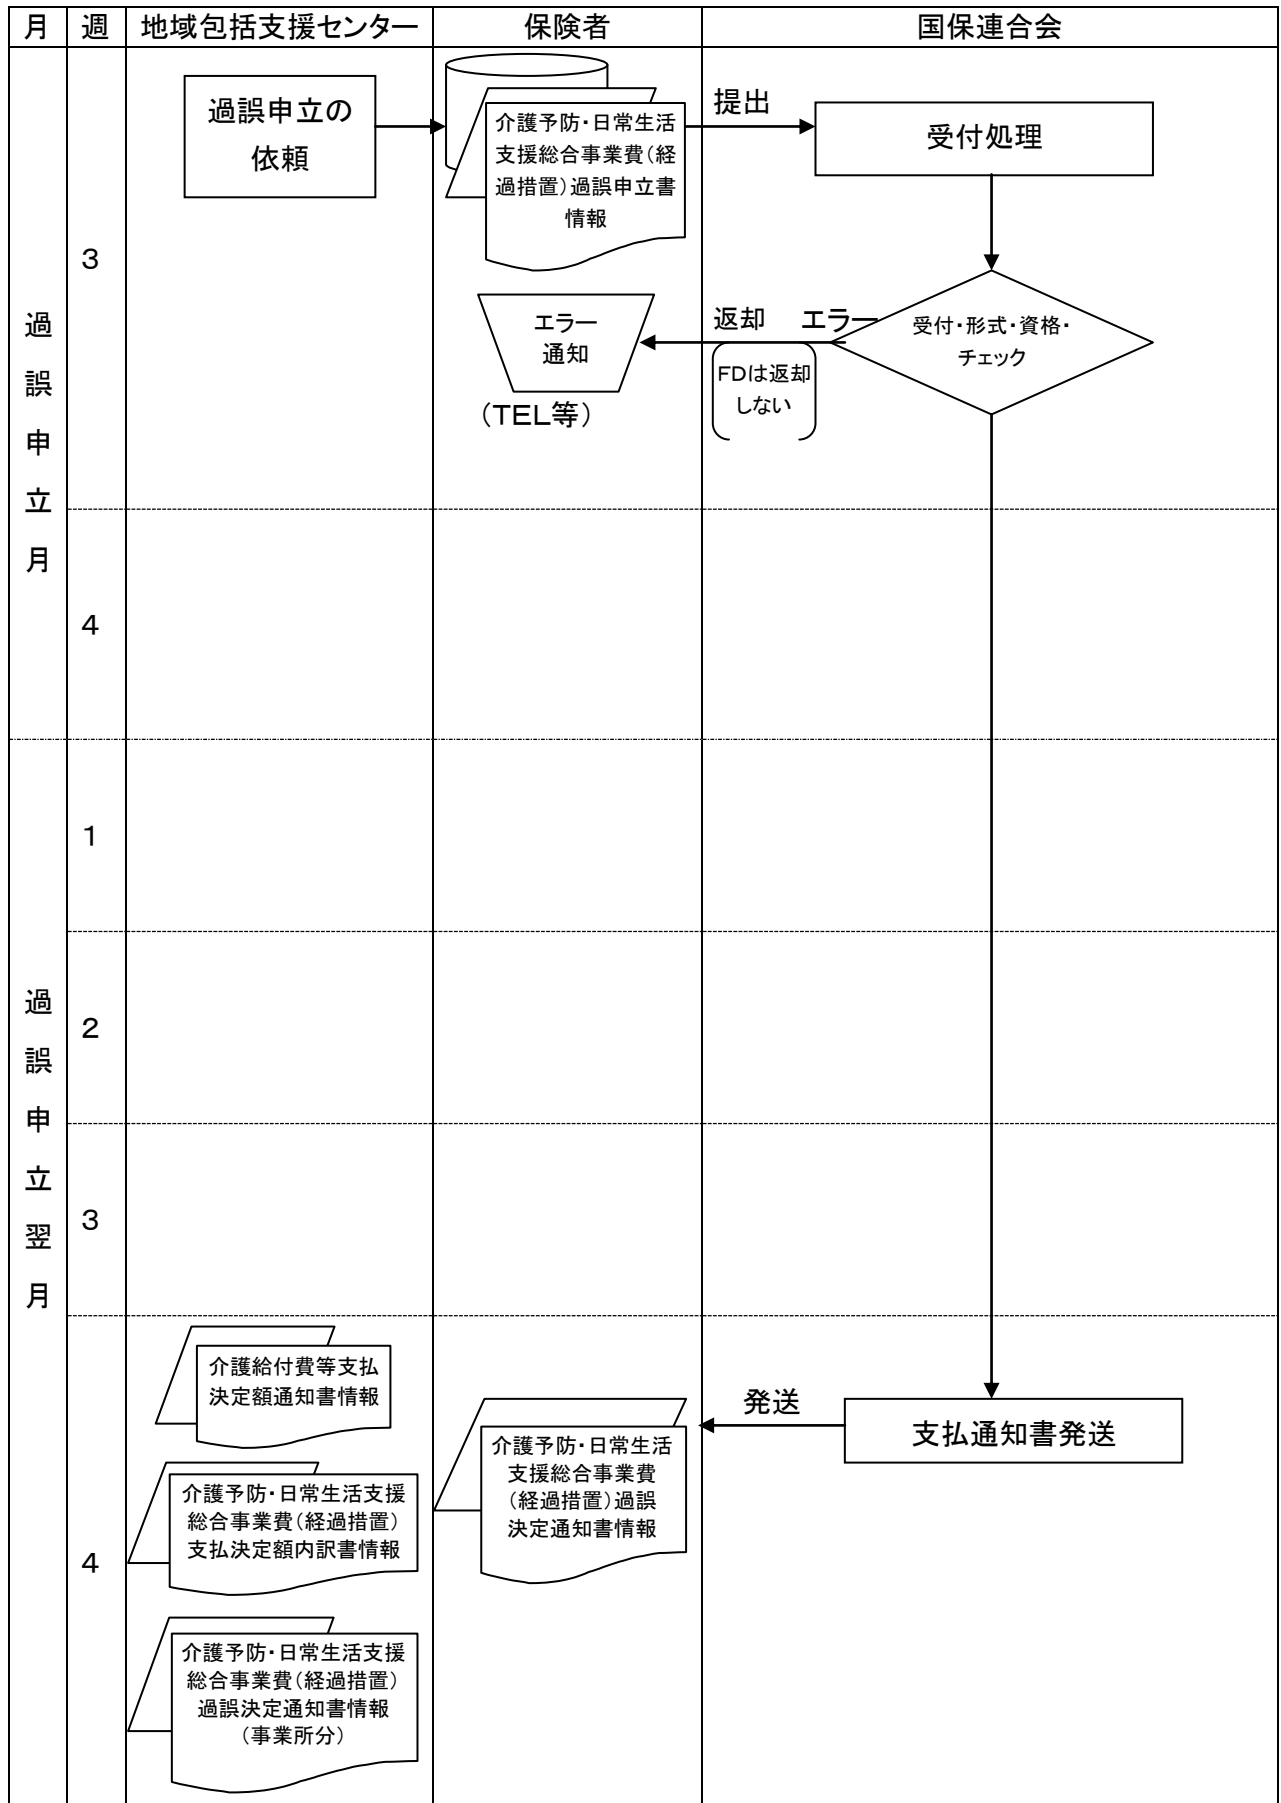 月 週 地域包括支援センター 保険者 国保連合会
過誤申立月
3
過誤申立の
依頼
介護予防・日常生活
支援総合事業費(経
過措置)過誤申立書
情報
提出
受付処理
受付・形式・資格・
チェック
エラー
返却
FDは返却
しない
エラー
通知
(TEL等)
4
過誤申立翌月
1
2
3
4
介護給付費等支払
決定額通知書情報
介護予防・日常生活支援
総合事業費(経過措置)
支払決定額内訳書情報
介護予防・日常生活支援
総合事業費(経過措置)
過誤決定通知書情報
(事業所分)
介護予防・日常生活
支援総合事業費
(経過措置)過誤
決定通知書情報
発送
支払通知書発送